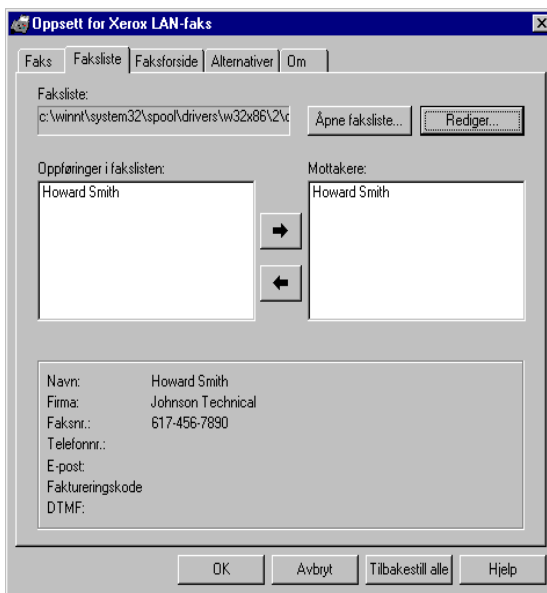 Oppsett for Xerox LAN-faks
Faks Faksliste Faksforside Alternativer Om
Faksliste:
c:\winnt\system32\spool\drivers\w32x86\2\c
Åpne faksliste... Rediger...
Oppføringer i fakslisten: Mottakere:
Howard Smith Howard Smith
Navn: Howard Smith
Firma: Johnson Technical
Faksnr.: 617-456-7890
Telefonnr.:
E-post:
Faktureringskode
DTMF:
OK Avbryt Tilbakestill alle Hjelp